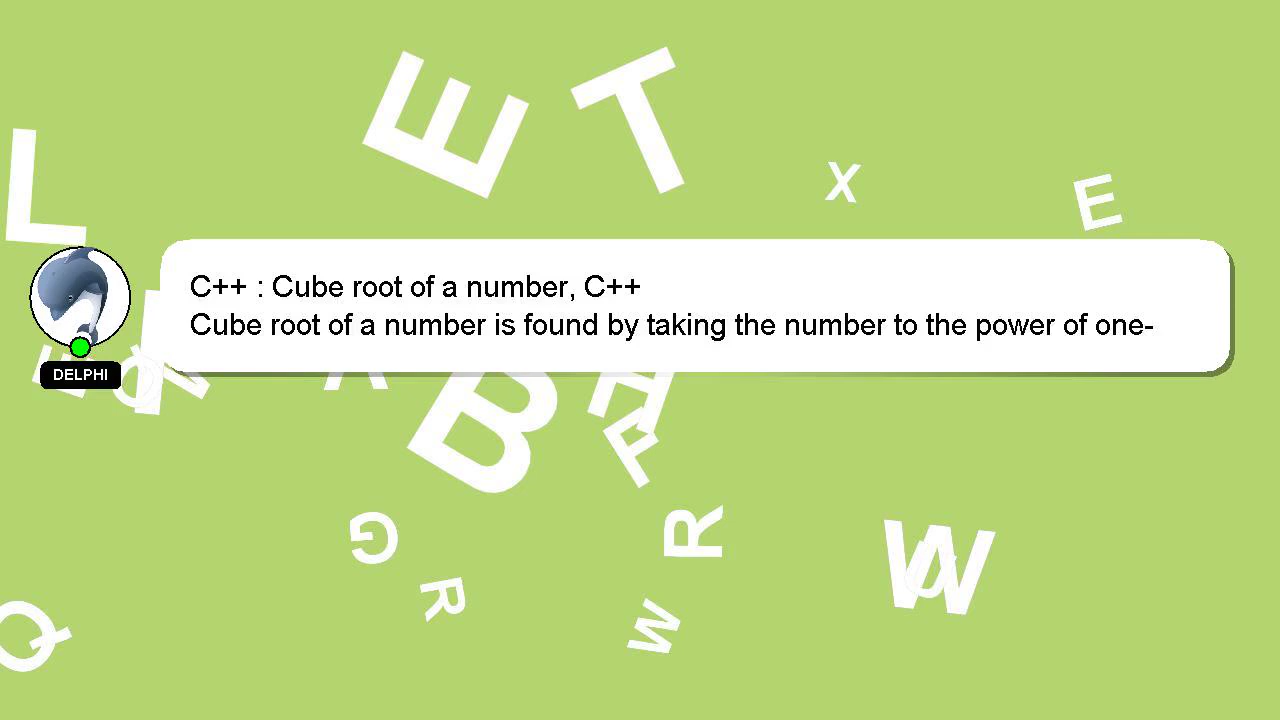 E
T
L
X
E
C++ : Cube root of a number, C++
Cube root of a number is found by taking the number to the power of one-
DELPHI
B
G
R
R
W
W
U
Q